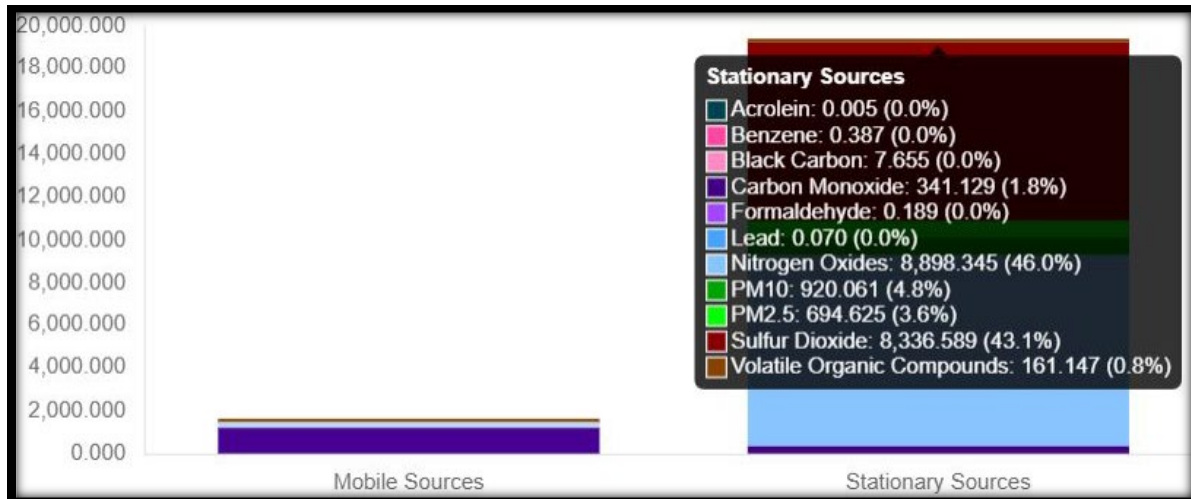 20,000.000
18,000.000
16,000.000
14,000.000
12,000.000
10,000.000
8,000.000
6,000.000
4,000.000
2,000.000
0.000
Mobile Sources
Stationary Sources
Stationary Sources
Acrolein: 0.005 (0.0%)
Benzene: 0.387 (0.0%)
Black Carbon: 7.655 (0.0%)
Carbon Monoxide: 341.129 (1.8%)
Formaldehyde: 0.189 (0.0%)
Lead: 0.070 (0.0%)
Nitrogen Oxides: 8,898.345 (46.0%)
PM10: 920.061 (4.8%)
PM2.5: 694.625 (3.6%)
Sulfur Dioxide: 8,336.589 (43.1%)
Volatile Organic Compounds: 161.147 (0.8%)